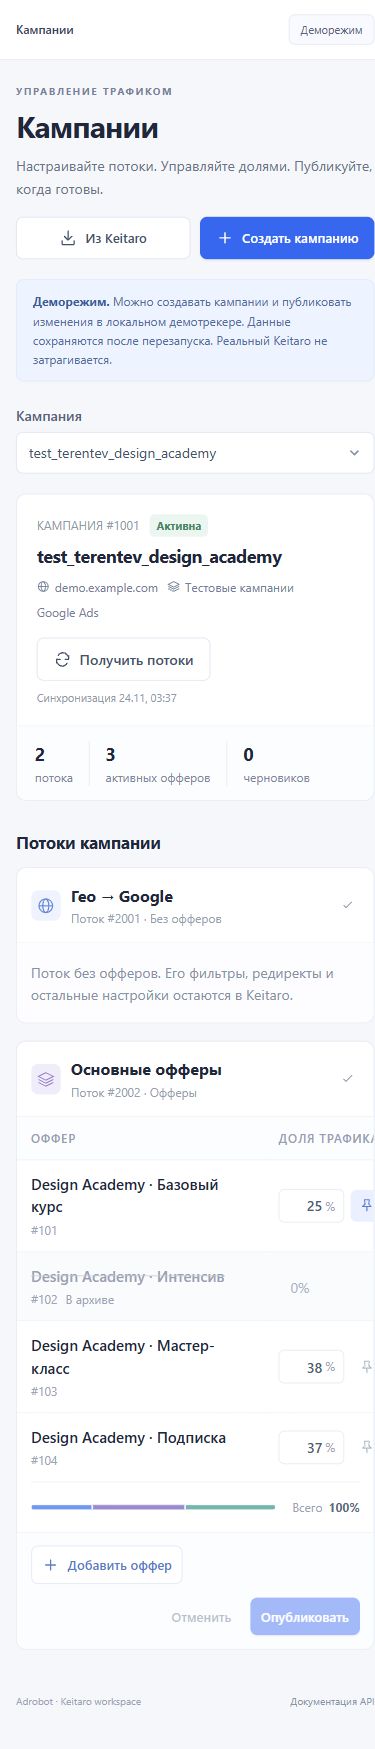 Кампании
Деморежим
УПРАВЛЕНИЕ ТРАФИКОМ
Кампании
Настраивайте потоки. Управляйте долями. Публикуйте,
когда готовы.
Из Keitaro
Создать кампанию
Деморежим. Можно создавать кампании и публиковать
изменения в локальном демотрекере. Данные
сохраняются после перезапуска. Реальный Keitaro не
затрагивается.
Кампания
test_terentev_design_academy
КАМПАНИЯ #1001 Активна
test_terentev_design_academy
demo.example.com Тестовые кампании
Google Ads
Получить потоки
Синхронизация 24.11, 03:37
2 3 0
потока активных офферов черновиков
Потоки кампании
Гео → Google
Поток #2001 · Без офферов
Поток без офферов. Его фильтры, редиректы и
остальные настройки остаются в Keitaro.
Основные офферы
Поток #2002 · Офферы
ОФФЕР ДОЛЯ ТРАФИКА
Design Academy · Базовый
курс
#101
25 %
Design Academy · Интенсив
#102 В архиве
0%
Design Academy · Мастер-
класс
#103
38 %
Design Academy · Подписка
#104
37 %
Всего 100%
Добавить оффер
Отменить Опубликовать
Adrobot · Keitaro workspace Документация API